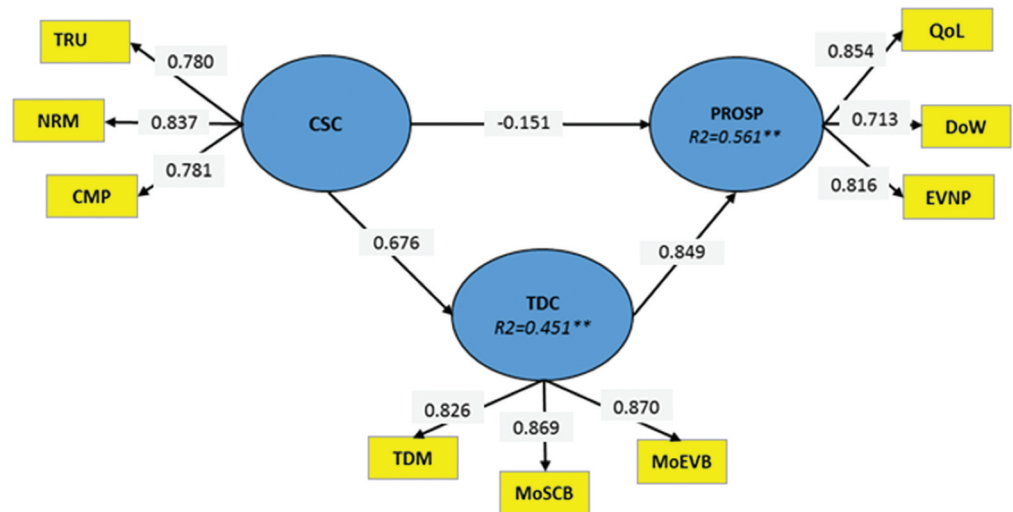 TRU
0.780
NRM
0.837
CMP
0.781
CSC
-0.151
PROSP
R2=0.561**
0.854
QoL
0.713
DoW
0.816
EVNP
0.676
0.849
TDC
R2=0.451**
0.826
0.869
0.870
TDM
MoSCB
MoEVB